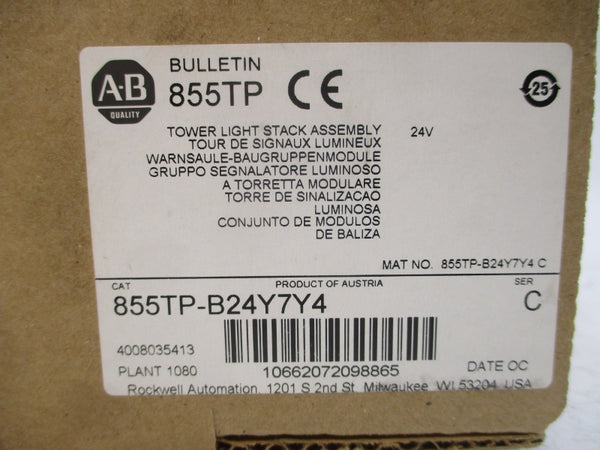 A-B
QUALITY
BULLETIN
855TP CE
25
TOWER LIGHT STACK ASSEMBLY 24V
TOUR DE SIGNAUX LUMINEUX
WARNSAULE-BAUGRUPPENMODULE
GRUPPO SEGNALATORE LUMINOSO
A TORRETTA MODULARE
TORRE DE SINALIZACAO
LUMINOSA
CONJUNTO DE MODULOS
DE BALIZA
MAT NO. 855TP-B24Y7Y4 C
CAT PRODUCT OF AUSTRIA SER
855TP-B24Y7Y4 C
4008035413
PLANT 1080 10662072098865 DATE OC
Rockwell Automation, 1201 S 2nd St, Milwaukee, WI 53204, USA